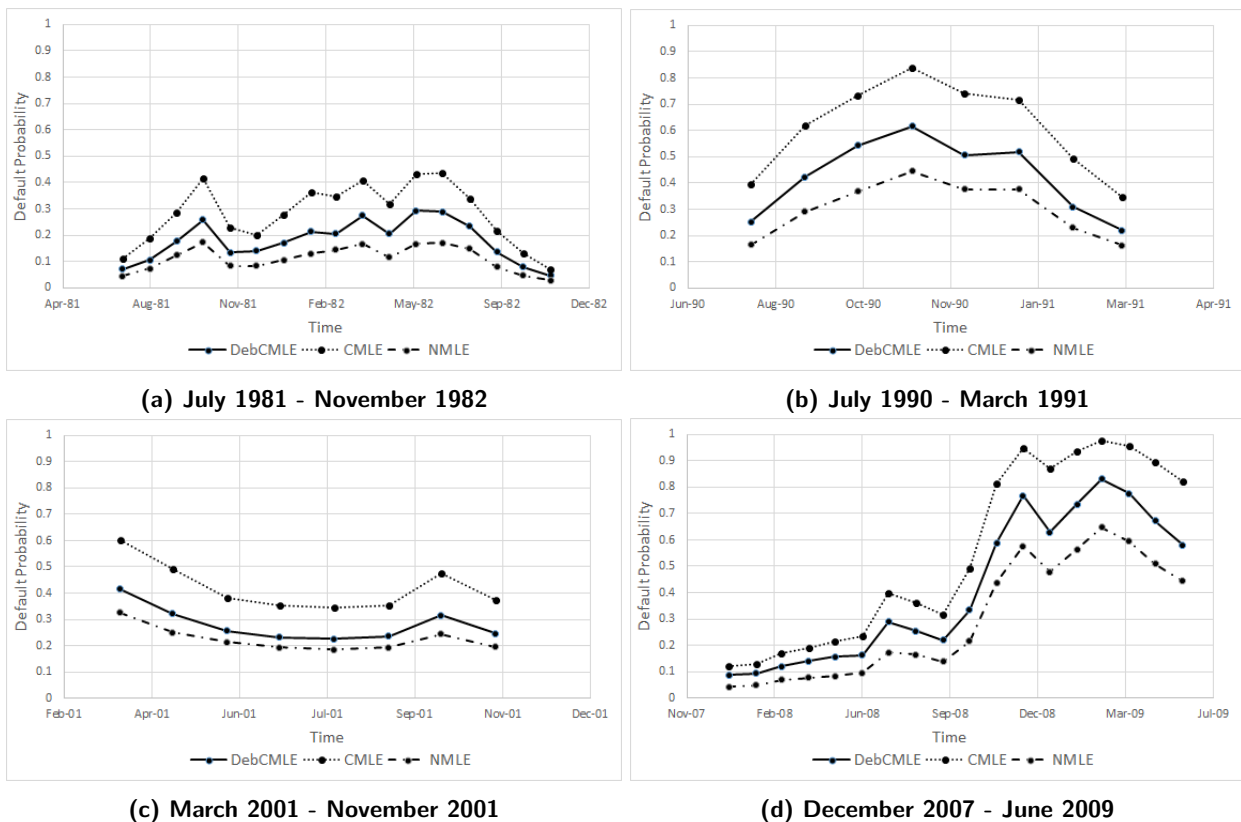 1
0.9
0.8
0.7
0.6
0.5
0.4
0.3
0.2
0.1
0
Default Probability
Apr-81 Aug-81 Nov-81 Feb-82 May-82 Sep-82 Dec-82
Time
DebCMLE CMLE NMLE
(a) July 1981 - November 1982
1
0.9
0.8
0.7
0.6
0.5
0.4
0.3
0.2
0.1
0
Default Probability
Jun-90 Aug-90 Oct-90 Nov-90 Jan-91 Mar-91 Apr-91
Time
DebCMLE CMLE NMLE
(b) July 1990 - March 1991
1
0.9
0.8
0.7
0.6
0.5
0.4
0.3
0.2
0.1
0
Default Probability
Feb-01 Apr-01 Jun-01 Jul-01 Sep-01 Nov-01 Dec-01
Time
DebCMLE CMLE NMLE
(c) March 2001 - November 2001
1
0.9
0.8
0.7
0.6
0.5
0.4
0.3
0.2
0.1
0
Default Probability
Nov-07 Feb-08 Jun-08 Sep-08 Dec-08 Mar-09 Jul-09
Time
DebCMLE CMLE NMLE
(d) December 2007 - June 2009